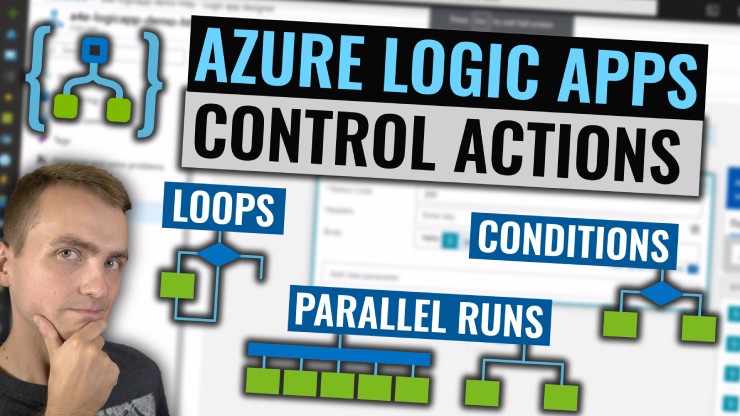 AZURE LOGIC APPS
CONTROL ACTIONS
LOOPS
CONDITIONS
PARALLEL RUNS